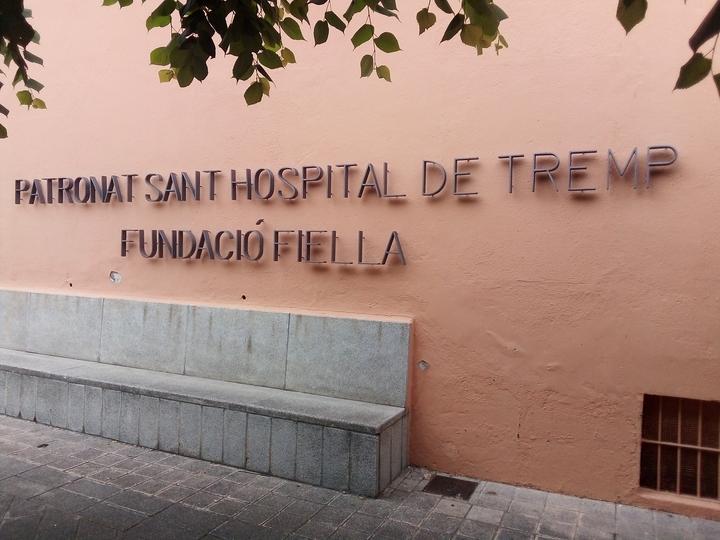 PATRONAT SANT HOSPITAL DE TREMP
FUNDACIÓ FIELLA